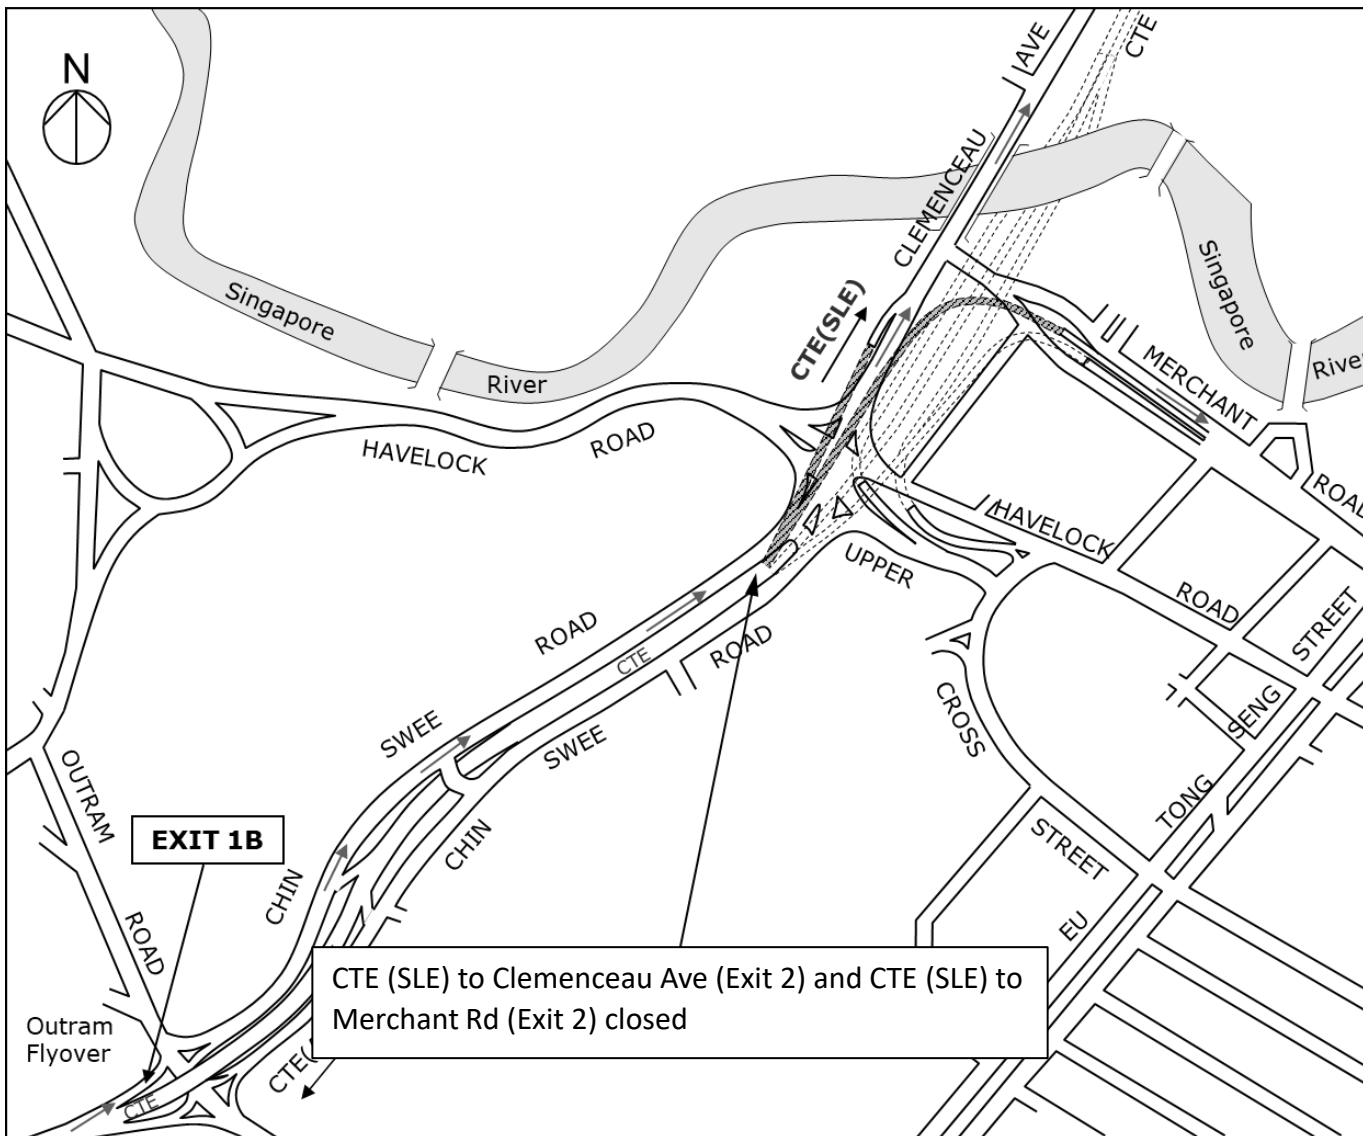 N
AVE
CTE
CLEMENCEAU
CTE(SLE)
Singapore
River
Singapore
MERCHANT
ROAD
HAVELOCK
ROAD
HAVELOCK
ROAD
UPPER
CROSS
STREET
ROAD
CTE
ROAD
SWEE
SWEE
CHIN
CHIN
OUTRAM
ROAD
EXIT 1B
STREET
SENG
TONG
EU
CTE (SLE) to Clemenceau Ave (Exit 2) and CTE (SLE) to
Merchant Rd (Exit 2) closed
Outram
Flyover
CTE